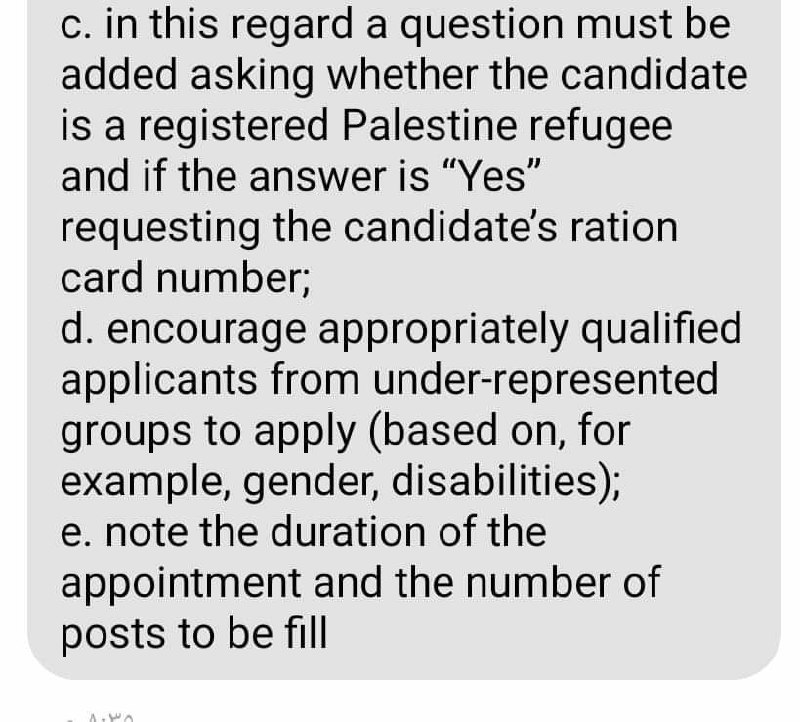 c. in this regard a question must be
added asking whether the candidate
is a registered Palestine refugee
and if the answer is “Yes”
requesting the candidate’s ration
card number;
d. encourage appropriately qualified
applicants from under-represented
groups to apply (based on, for
example, gender, disabilities);
e. note the duration of the
appointment and the number of
posts to be fill